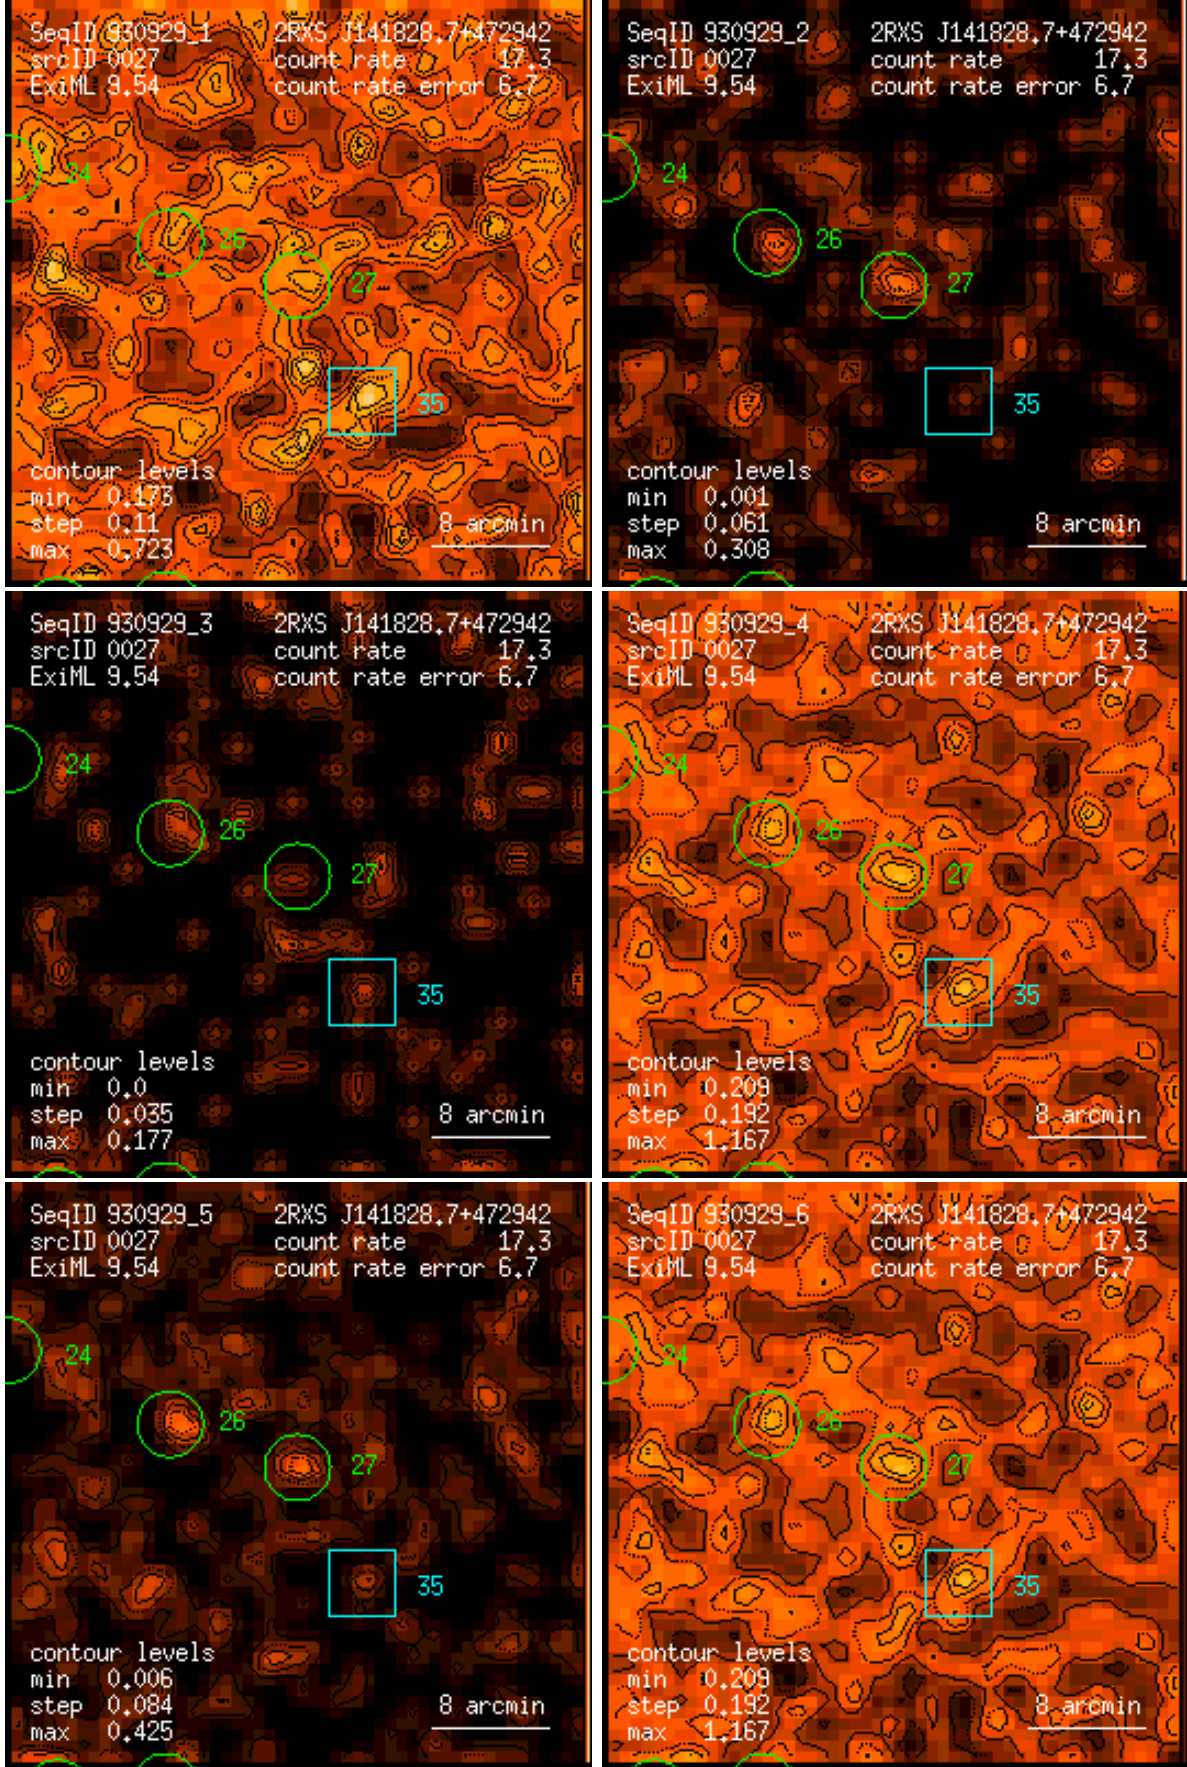 SeqID 930929_1 2RXS J141828.7+472942
srcID 0027 count rate 17.3
ExiML 9.54 count rate error 6.7
24
26
27
35
contour levels
min 0.173
step 0.11
max 0.723
8 arcmin
SeqID 930929_2 2RXS J141828.7+472942
srcID 0027 count rate 17.3
ExiML 9.54 count rate error 6.7
24
26
27
35
contour levels
min 0.001
step 0.061
max 0.308
8 arcmin
SeqID 930929_3 2RXS J141828.7+472942
srcID 0027 count rate 17.3
ExiML 9.54 count rate error 6.7
24
26
27
35
contour levels
min 0.0
step 0.035
max 0.177
8 arcmin
SeqID 930929_4 2RXS J141828.7+472942
srcID 0027 count rate 17.3
ExiML 9.54 count rate error 6.7
24
26
27
35
contour levels
min 0.209
step 0.192
max 1.167
8 arcmin
SeqID 930929_5 2RXS J141828.7+472942
srcID 0027 count rate 17.3
ExiML 9.54 count rate error 6.7
24
26
27
35
contour levels
min 0.006
step 0.084
max 0.425
8 arcmin
SeqID 930929_6 2RXS J141828.7+472942
srcID 0027 count rate 17.3
ExiML 9.54 count rate error 6.7
24
26
27
35
contour levels
min 0.209
step 0.192
max 1.167
8 arcmin